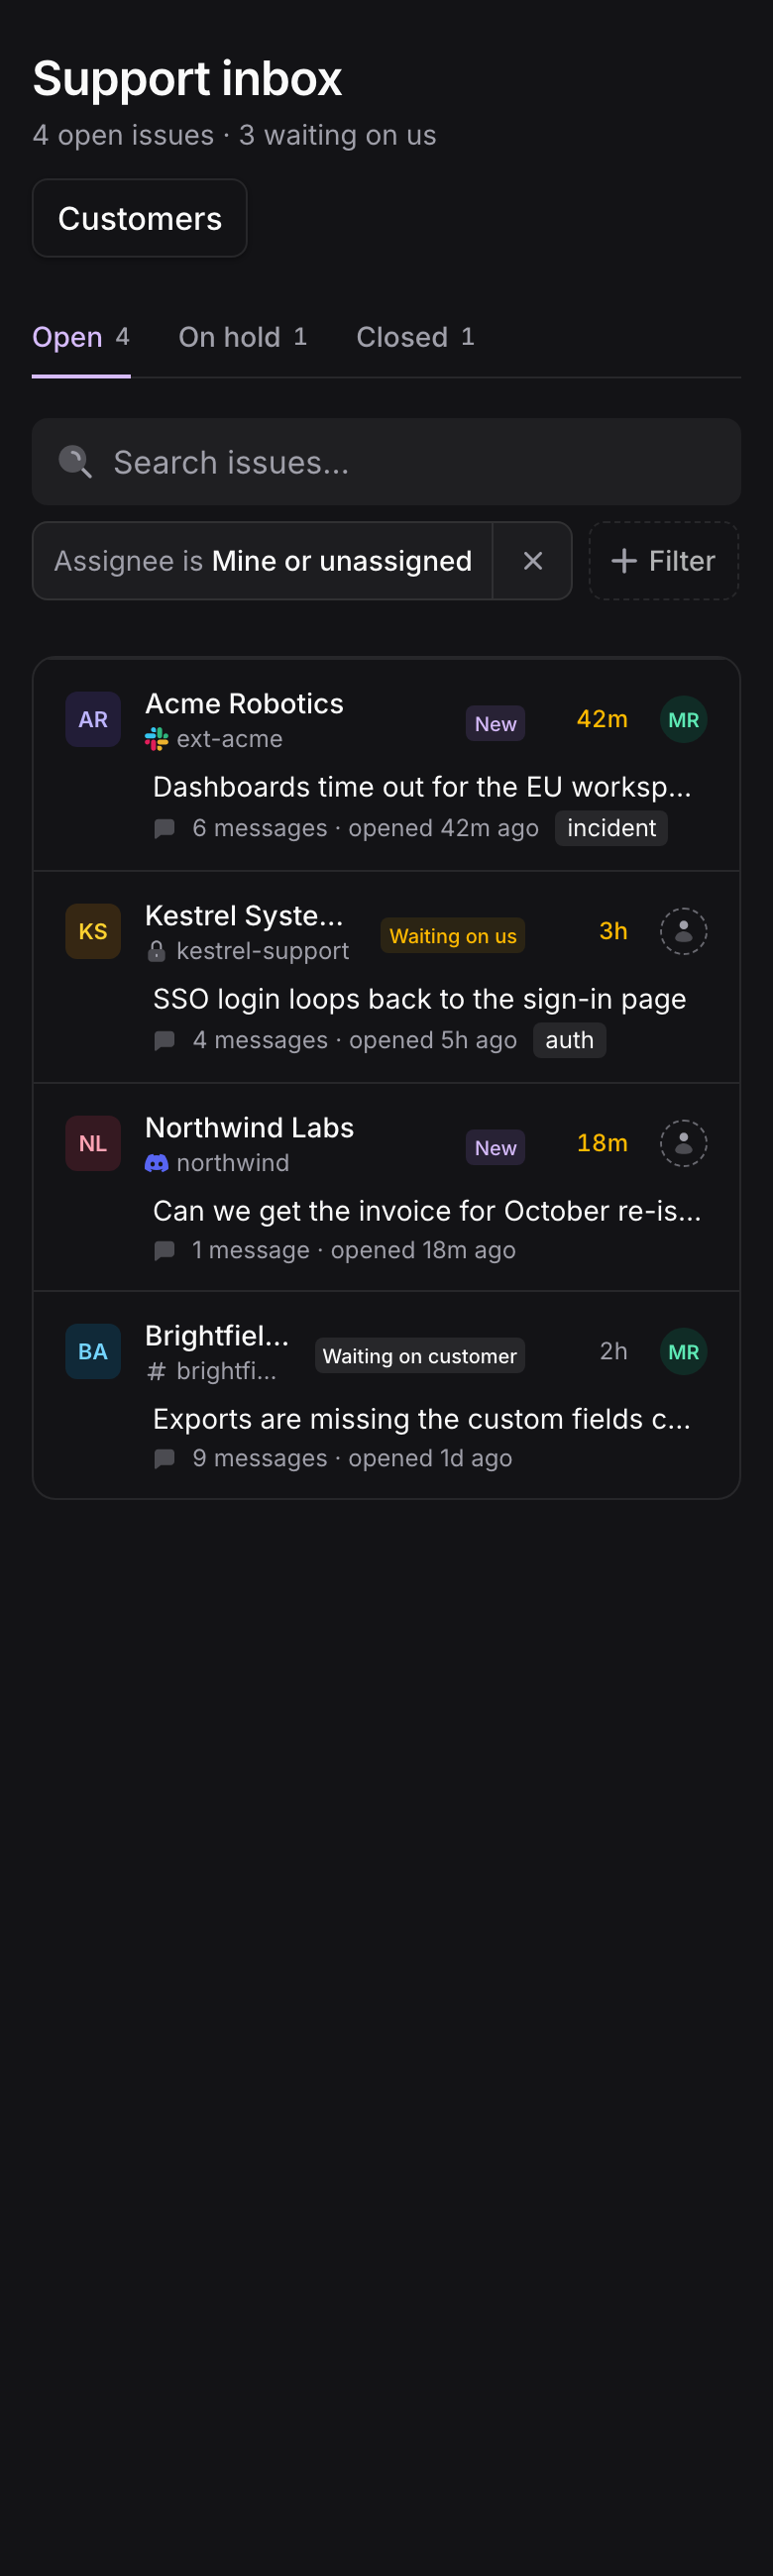 Support inbox
4 open issues · 3 waiting on us
Customers
Open 4 On hold 1 Closed 1
Search issues...
Assignee is Mine or unassigned
Filter
AR Acme Robotics New 42m MR
ext-acme
Dashboards time out for the EU worksp...
6 messages · opened 42m ago incident
KS Kestrel Syste... Waiting on us 3h
kestrel-support
SSO login loops back to the sign-in page
4 messages · opened 5h ago auth
NL Northwind Labs New 18m
northwind
Can we get the invoice for October re-is...
1 message · opened 18m ago
BA Brightfiel... Waiting on customer 2h MR
# brightfi...
Exports are missing the custom fields c...
9 messages · opened 1d ago